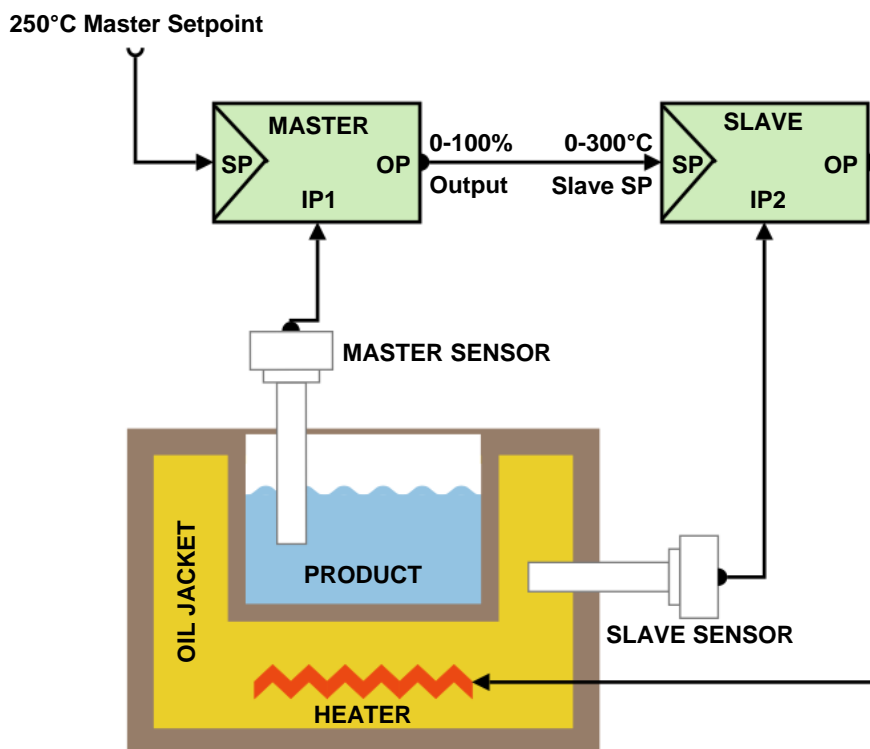 250°C Master Setpoint
MASTER
SP
OP
IP1
0-100%
Output
0-300°C
Slave SP
SLAVE
SP
OP
IP2
MASTER SENSOR
OIL JACKET
PRODUCT
SLAVE SENSOR
HEATER